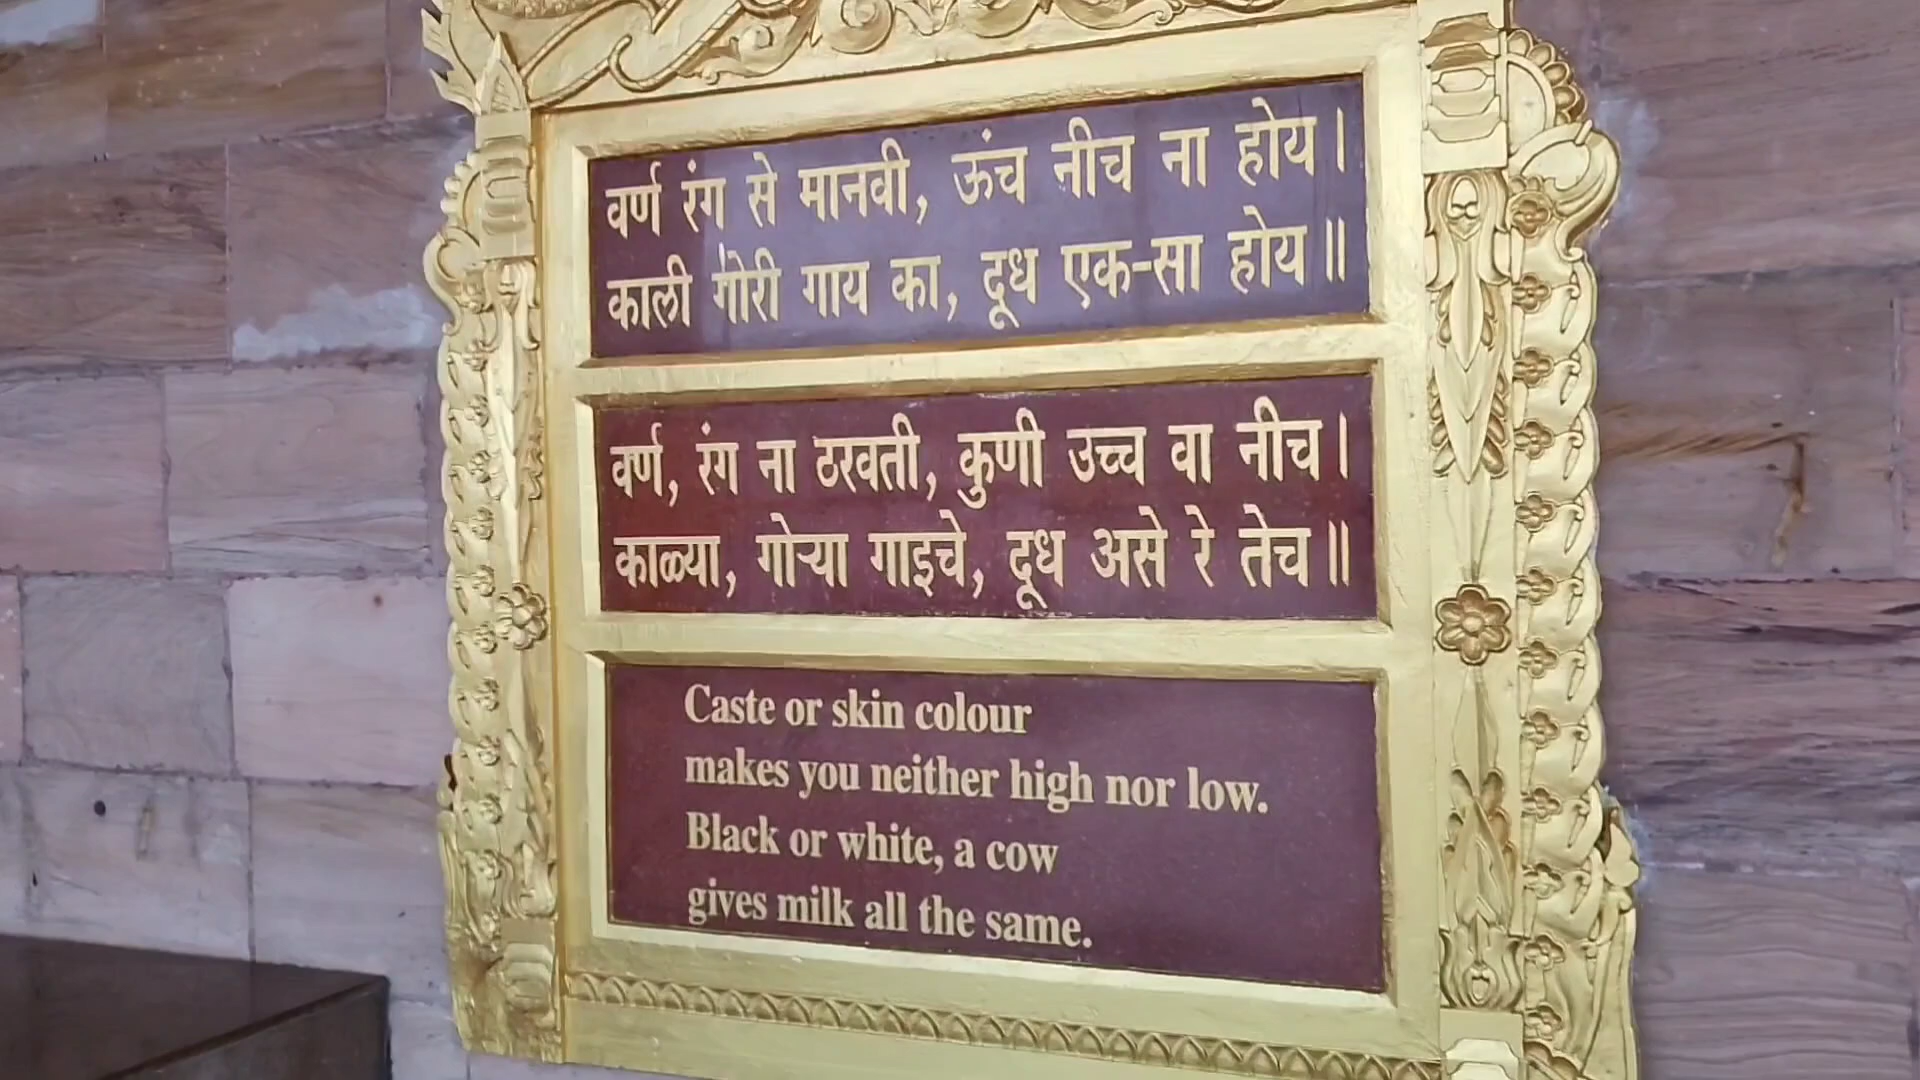 वर्ण रंग से मानवी, ऊंच नीच ना होय।
काली गोरी गाय का, दूध एक-सा होय॥
वर्ण, रंग ना ठरवती, कुणी उच्च वा नीच।
काळ्या, गोऱ्या गाइचे, दूध असे रे तेच॥
Caste or skin colour
makes you neither high nor low.
Black or white, a cow
gives milk all the same.